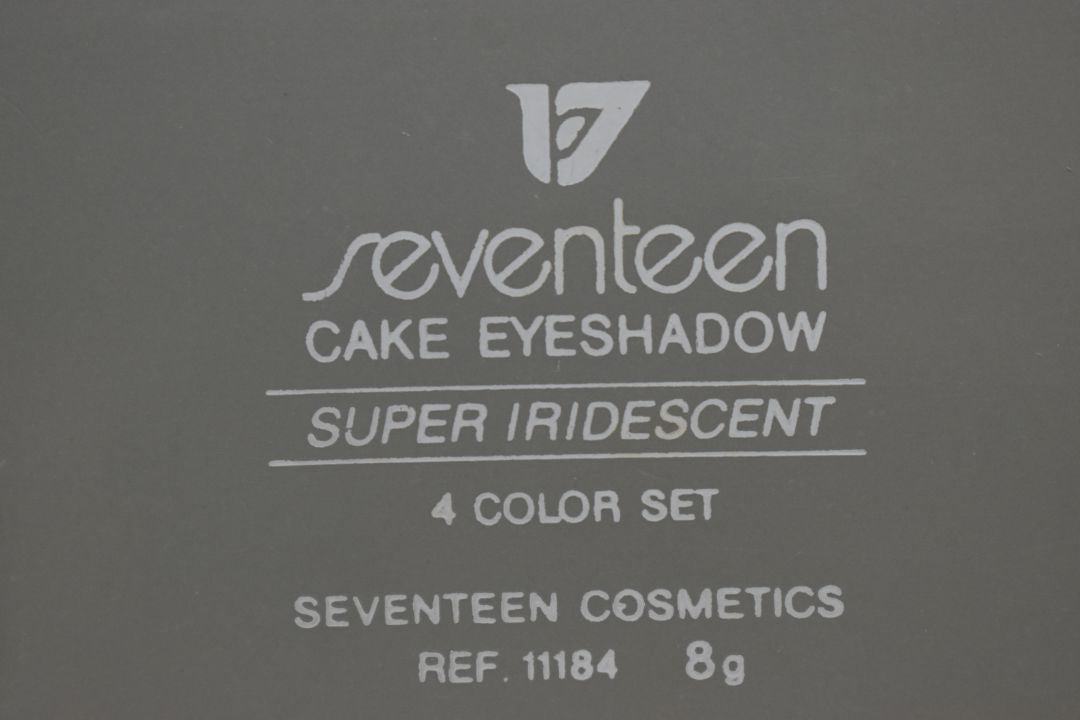 17
seventeen
CAKE EYESHADOW
SUPER IRIDESCENT
4 COLOR SET
SEVENTEEN COSMETICS
REF. 11184 8g